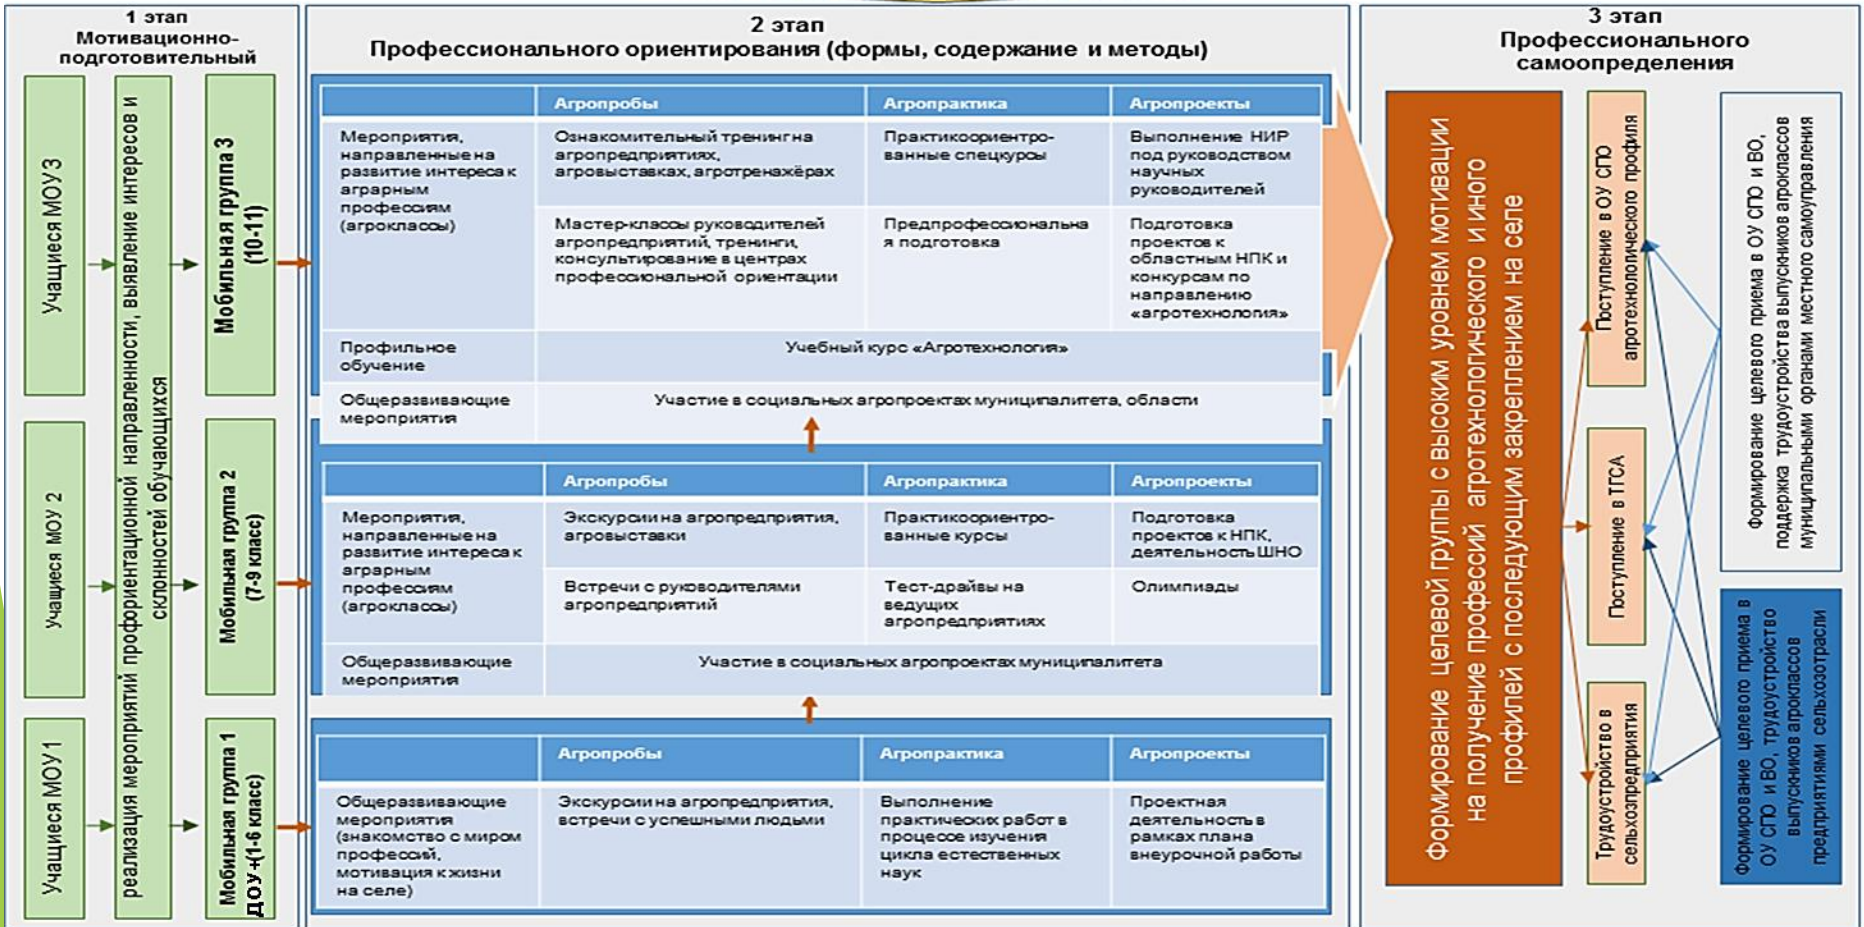 1 этап
Мотивационно-
подготовительный
Учащиеся МОУ3
Учащиеся МОУ 2
Учащиеся МОУ1
реализация мероприятий профориентационной направленности, выявление интересов и
склонностей обучающихся
Мобильная группа 3
(10-11)
Мобильная группа 2
(7-9 класс)
Мобильная группа 1
ДОУ+(1-6 класс)
2 этап
Профессионального ориентирования (формы, содержание и методы)
Агропробы
Агропрактика
Агропроекты
Мероприятия,
направленные на
развитие интереса к
аграрным
профессиям
(агроклассы)
Ознакомительный тренинг на
агропредприятиях,
агровыставках, агротренажёрах
Практикоориентро-
ванные спецкурсы
Выполнение НИР
под руководством
научных
руководителей
Мастер-классы руководителей
агропредприятий, тренинги,
консультирование в центрах
профессиональной ориентации
Предпрофессиональна
я подготовка
Подготовка
проектов к
областным НПК и
конкурсам по
направлению
«агротехнология»
Профильное
обучение
Учебный курс «Агротехнология»
Общеразвивающие
мероприятия
Участие в социальных агропроектах муниципалитета, области
Агропробы
Агропрактика
Агропроекты
Мероприятия,
направленные на
развитие интереса к
аграрным
профессиям
(агроклассы)
Экскурсии на агропредприятия,
агровыставки
Практикоориентро-
ванные курсы
Подготовка
проектов к НПК,
деятельность ШНО
Встречи с руководителями
агропредприятий
Тест-драйвы на
ведущих
агропредприятиях
Олимпиады
Общеразвивающие
мероприятия
Участие в социальных агропроектах муниципалитета
Агропробы
Агропрактика
Агропроекты
Общеразвивающие
мероприятия
(знакомство с миром
профессий,
мотивация к жизни
на селе)
Экскурсии на агропредприятия,
встречи с успешными людьми
Выполнение
практических работ в
процессе изучения
цикла естественных
наук
Проектная
деятельность в
рамках плана
внеурочной работы
3 этап
Профессионального
самоопределения
Формирование целевой группы с высоким уровнем мотивации
на получение профессий агротехнологического и иного
профилей с последующим закреплением на селе
Поступление в ОУ СПО
агротехнологического профиля
Поступление в ТГСА
Трудоустройство в
сельхозпредприятия
Формирование целевого приема в ОУ СПО и ВО,
поддержка трудоустройства выпускников агроклассов
муниципальными органами местного самоуправления
Формирование целевого приема в
ОУ СПО и ВО, трудоустройство
выпускников агроклассов
предприятиями сельхозотрасли